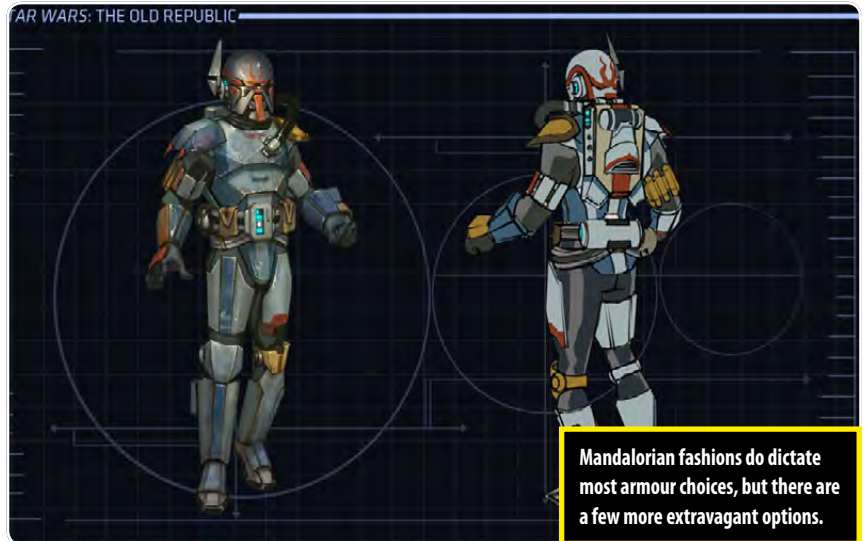 TAR WARS: THE OLD REPUBLIC
Mandalorian fashions do dictate
most armour choices, but there are
a few more extravagant options.